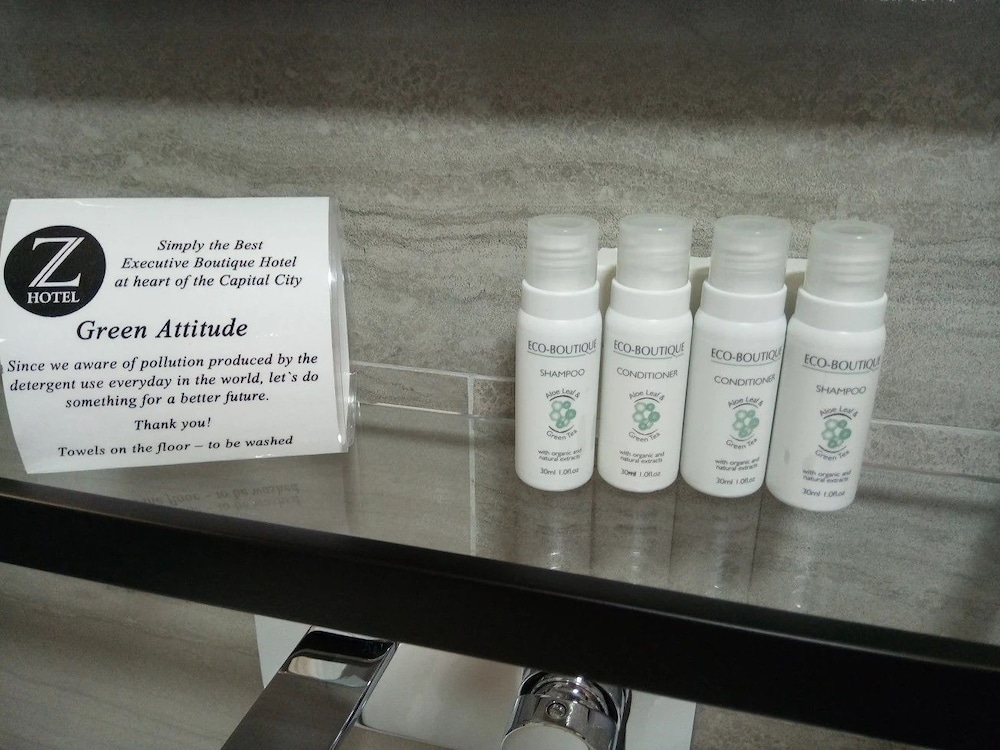 Z
HOTEL
Simply the Best
Executive Boutique Hotel
at heart of the Capital City
Green Attitude
Since we aware of pollution produced by the
detergent use everyday in the world, let`s do
something for a better future.
Thank you!
Towels on the floor – to be washed
ECO-BOUTIQUE
SHAMPOO
Aloe Leaf &
Green Tea
with organic and
natural extracts
30ml 1.0fl.oz
ECO-BOUTIQUE
CONDITIONER
Aloe Leaf &
Green Tea
with organic and
natural extracts
30ml 1.0fl.oz
ECO-BOUTIQUE
CONDITIONER
Aloe Leaf &
Green Tea
with organic and
natural extracts
30ml 1.0fl.oz
ECO-BOUTIQUE
SHAMPOO
Aloe Leaf &
Green Tea
with organic and
natural extracts
30ml 1.0fl.oz